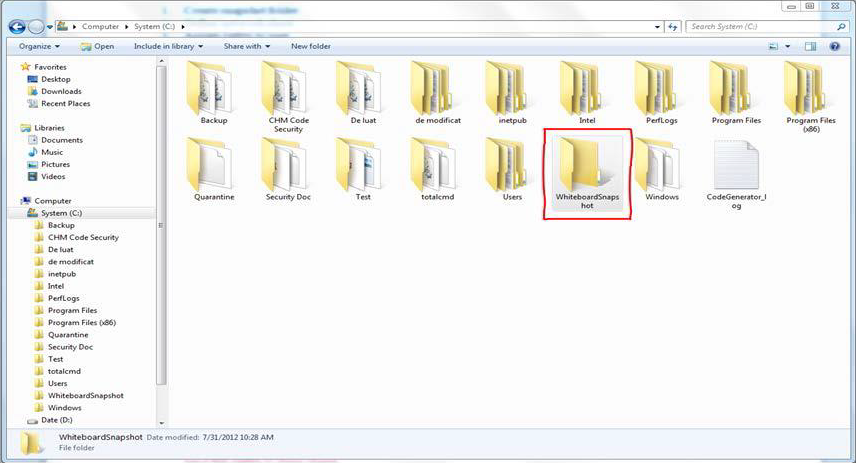 Computer System (C:)
Search System (C:)
Organize Open Include in library Share with New folder
Favorites
Desktop
Downloads
Recent Places
Libraries
Documents
Music
Pictures
Videos
Computer
System (C:)
Backup
CHM Code Security
De luat
de modificat
inetpub
Intel
PerfLogs
Program Files
Program Files (x86)
Quarantine
Security Doc
Test
totalcmd
Users
WhiteboardSnapshot
Windows
Date (D:)
Backup
CHM Code
Security
De luat
de modificat
inetpub
Intel
PerfLogs
Program Files
Program Files
(x86)
Quarantine
Security Doc
Test
totalcmd
Users
WhiteboardSnaps
hot
Windows
CodeGenerator_l
og
WhiteboardSnapshot Date modified: 7/31/2012 10:28 AM
File folder